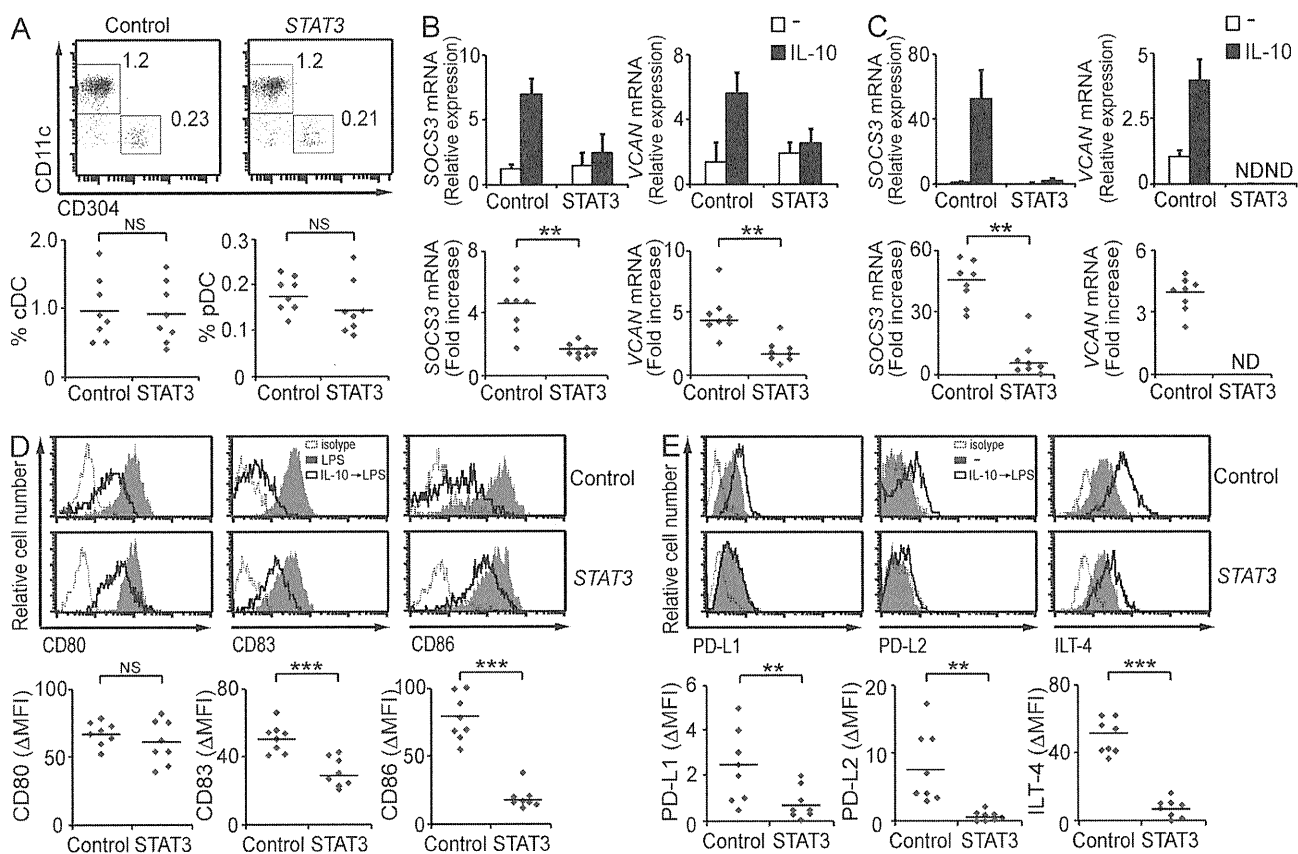 A
Control
STAT3
1.2
0.23
1.2
0.21
CD11c
CD304
% cDC
2.0
1.0
0
NS
Control STAT3
% pDC
0.3
0.2
0.1
0
NS
Control STAT3
B
-
IL-10
SOCS3 mRNA
(Relative expression)
10
5
0
Control STAT3
VCAN mRNA
(Relative expression)
8
6
4
2
0
Control STAT3
SOCS3 mRNA
(Fold increase)
8
4
0
**
Control STAT3
VCAN mRNA
(Fold increase)
10
5
0
**
Control STAT3
C
-
IL-10
SOCS3 mRNA
(Relative expression)
80
40
0
Control STAT3
VCAN mRNA
(Relative expression)
5
2.5
0
NDND
Control STAT3
SOCS3 mRNA
(Fold increase)
60
30
0
**
Control STAT3
VCAN mRNA
(Fold increase)
6
3
0
ND
Control STAT3
D
Relative cell number
isotype
LPS
IL-10→LPS
Control
STAT3
CD80
CD83
CD86
CD80 (ΔMFI)
100
50
0
NS
Control STAT3
CD83 (ΔMFI)
80
40
0
***
Control STAT3
CD86 (ΔMFI)
100
50
0
***
Control STAT3
E
Relative cell number
isotype
-
IL-10→LPS
Control
STAT3
PD-L1
PD-L2
ILT-4
PD-L1 (ΔMFI)
6
4
2
0
**
Control STAT3
PD-L2 (ΔMFI)
20
10
0
**
Control STAT3
ILT-4 (ΔMFI)
80
40
0
***
Control STAT3